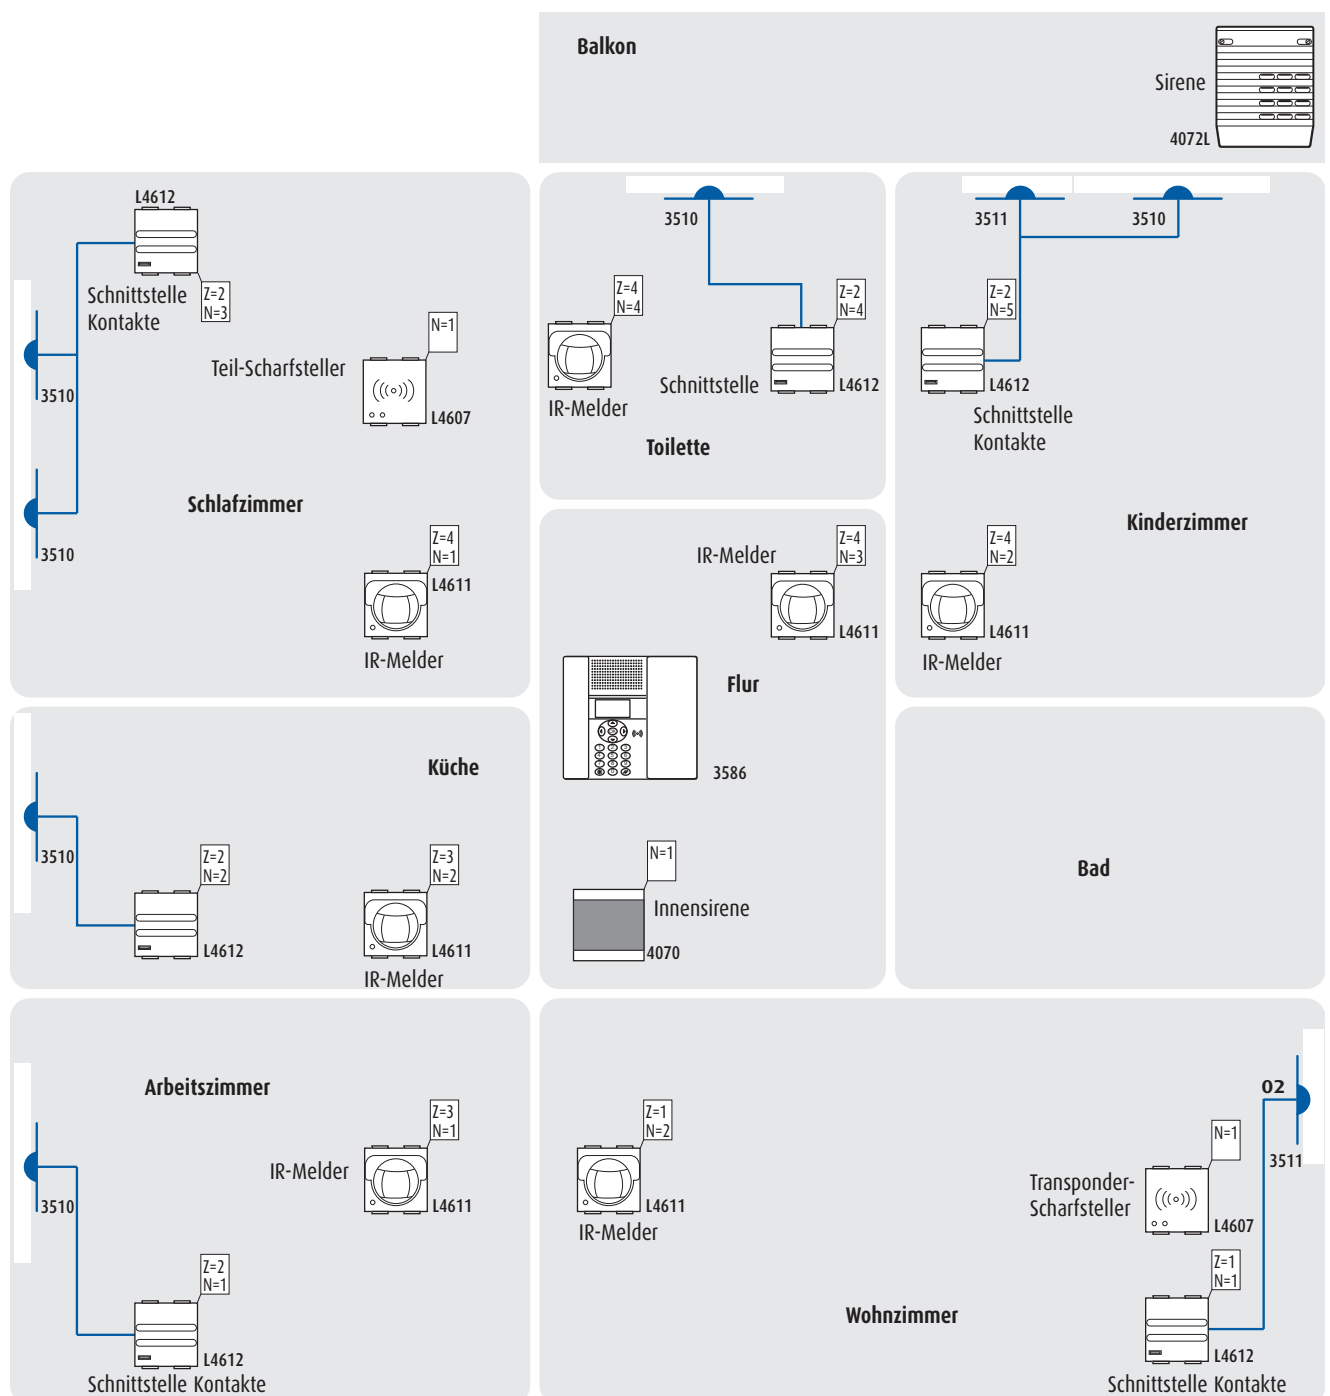 Balkon
Sirene
4072L
L4612
Z=2
N=3
Schnittstelle
Kontakte
3510
3510
N=1
Teil-Scharfsteller
L4607
Schlafzimmer
Z=4
N=1
L4611
IR-Melder
3510
Z=4
N=4
IR-Melder
Z=2
N=4
Schnittstelle
L4612
Toilette
3511
3510
Z=2
N=5
L4612
Schnittstelle
Kontakte
Kinderzimmer
Z=4
N=2
L4611
IR-Melder
IR-Melder
Z=4
N=3
L4611
Flur
3586
N=1
Innensirene
4070
Küche
3510
Z=2
N=2
L4612
Z=3
N=2
L4611
IR-Melder
Bad
Arbeitszimmer
3510
Z=3
N=1
IR-Melder
L4611
Z=2
N=1
L4612
Schnittstelle Kontakte
Z=1
N=2
L4611
IR-Melder
02
3511
N=1
Transponder-
Scharfsteller
L4607
Z=1
N=1
Wohnzimmer
L4612
Schnittstelle Kontakte